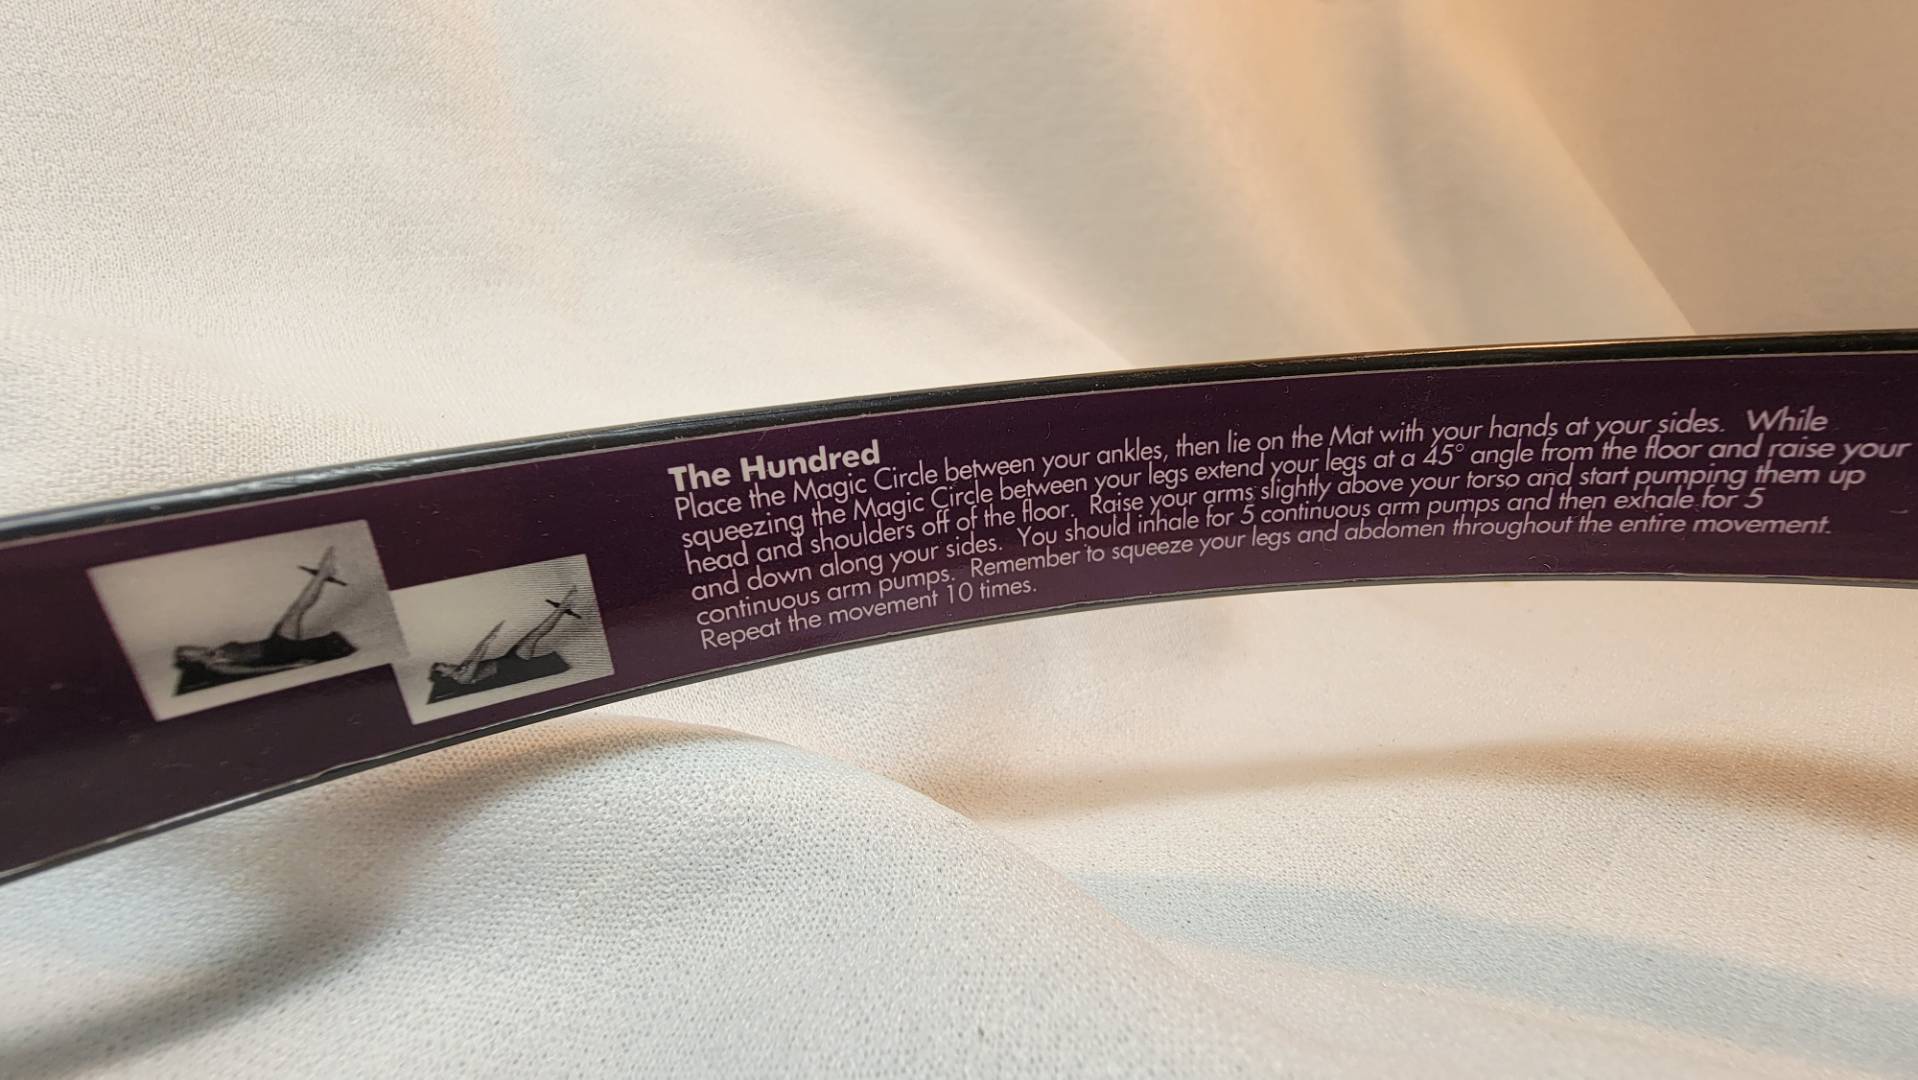 The Hundred
Place the Magic Circle between your ankles, then lie on the Mat with your hands at your sides. While
squeezing the Magic Circle between your legs extend your legs at a 45° angle from the floor and raise your
head and shoulders off of the floor. Raise your arms slightly above your torso and start pumping them up
and down along your sides. You should inhale for 5 continuous arm pumps and then exhale for 5
continuous arm pumps. Remember to squeeze your legs and abdomen throughout the entire movement.
Repeat the movement 10 times.